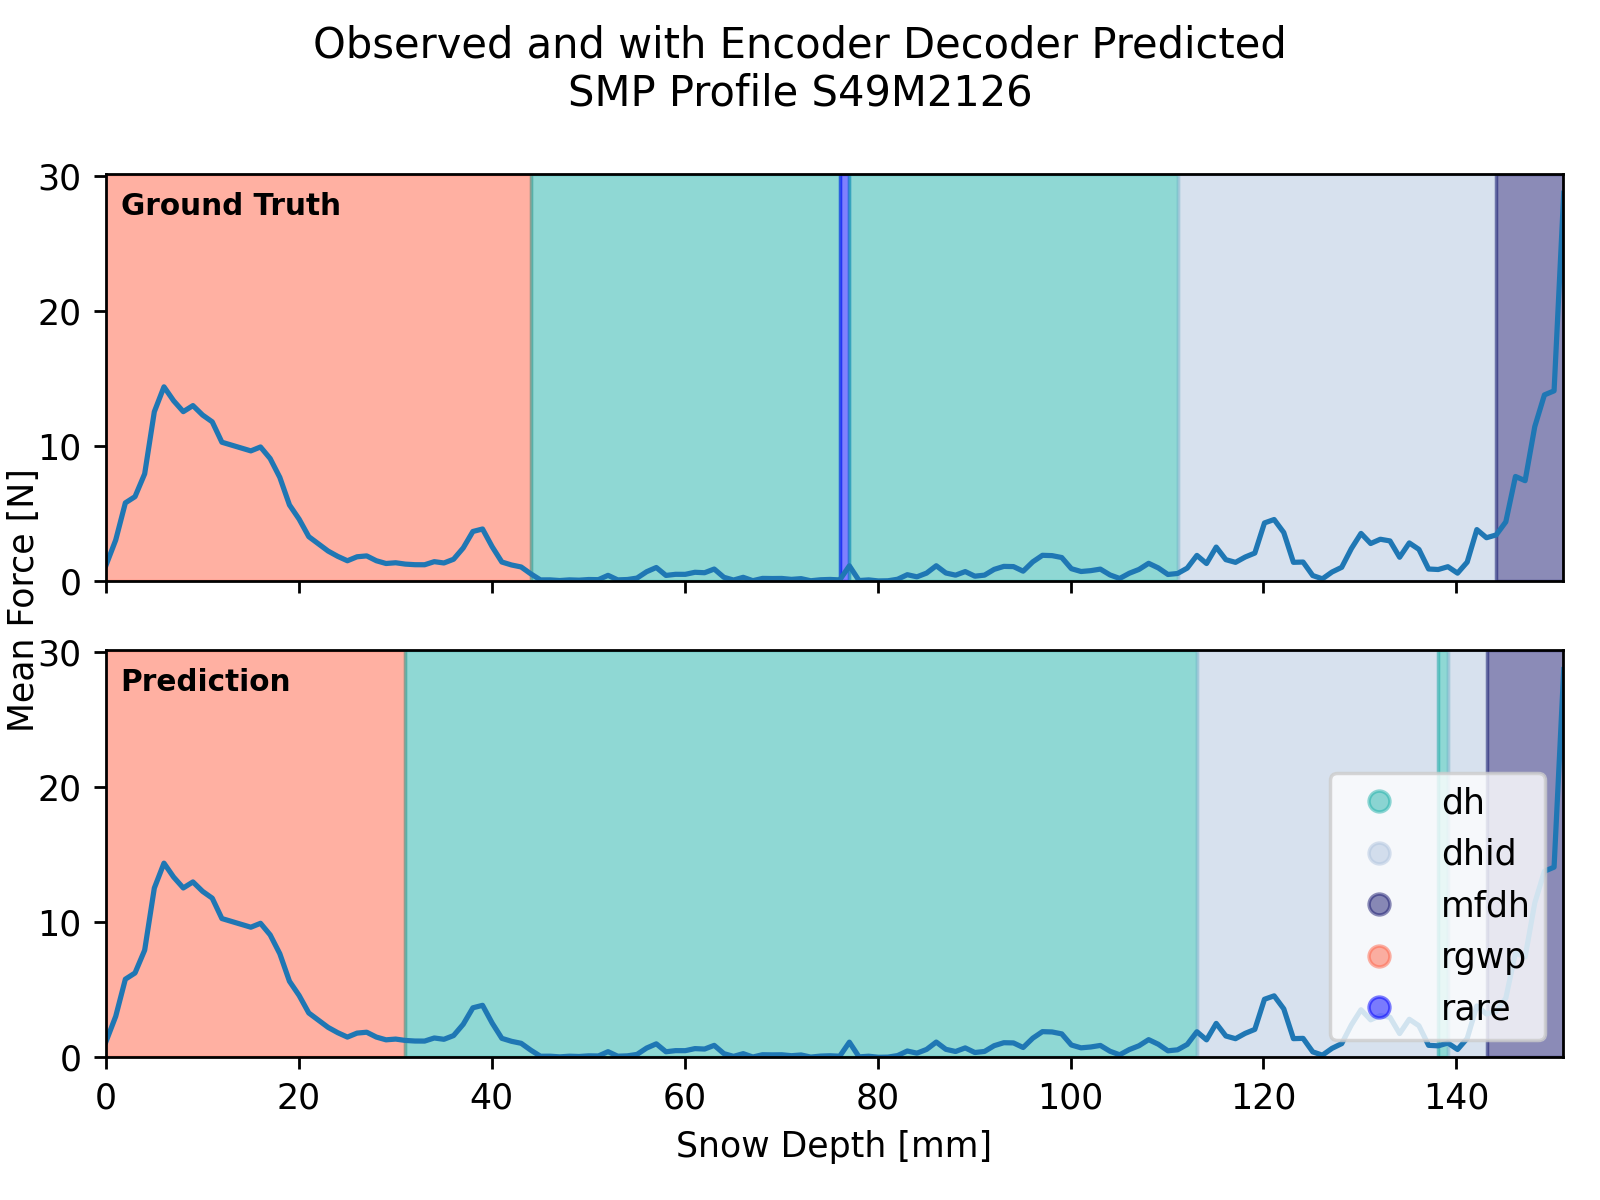 Observed and with Encoder Decoder Predicted
SMP Profile S49M2126
Mean Force [N]
30
20
10
0
Ground Truth
30
20
10
0
Prediction
dh
dhid
mfdh
rgwp
rare
0 20 40 60 80 100 120 140
Snow Depth [mm]